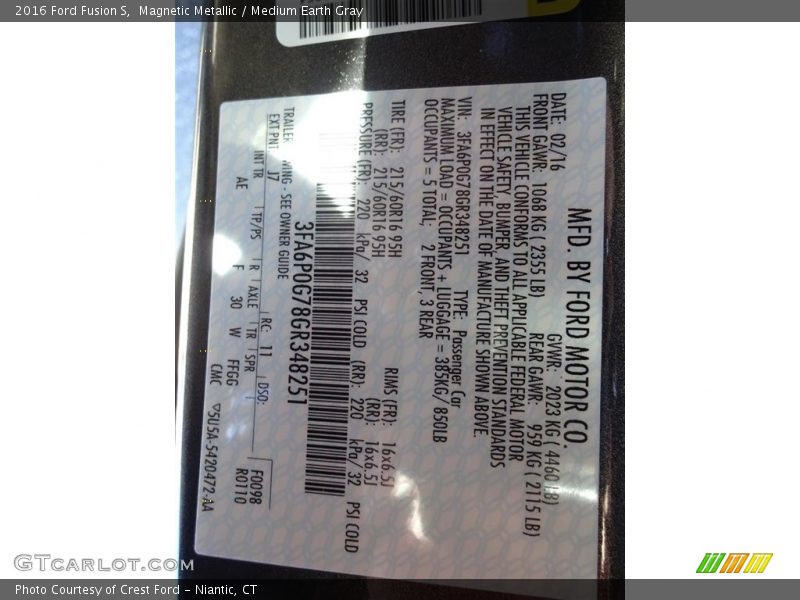 2016 Ford Fusion S,  Magnetic Metallic / Medium Earth Gray
MFD. BY FORD MOTOR CO.
DATE: 02/16 GVWR: 2023 KG ( 4460 LB)
FRONT GAWR: 1068 KG ( 2355 LB) REAR GAWR: 959 KG ( 2115 LB)
THIS VEHICLE CONFORMS TO ALL APPLICABLE FEDERAL MOTOR
VEHICLE SAFETY, BUMPER, AND THEFT PREVENTION STANDARDS
IN EFFECT ON THE DATE OF MANUFACTURE SHOWN ABOVE.
VIN: 3FA6P0G78GR348251 TYPE: Passenger Car
MAXIMUM LOAD = OCCUPANTS + LUGGAGE = 385KG/ 850LB
OCCUPANTS = 5 TOTAL; 2 FRONT, 3 REAR
TIRE (FR): 215/60R16 95H RIMS (FR): 16x6.5J
(RR): 215/60R16 95H (RR): 16x6.5J
PRESSURE (FR): 220 kPa/ 32 PSI COLD (RR): 220 kPa/ 32 PSI COLD
3FA6P0G78GR348251
TRAILER - SEE OWNER GUIDE
EXT PNT: J7 RC: 11 DSO: F0098
INT TR TP/PS R AXLE TR SPR R0110
AE F 30 W FFGG
CMC ▽5U5A-5420472-AA
GTCARLOT.COM
Photo Courtesy of Crest Ford – Niantic, CT